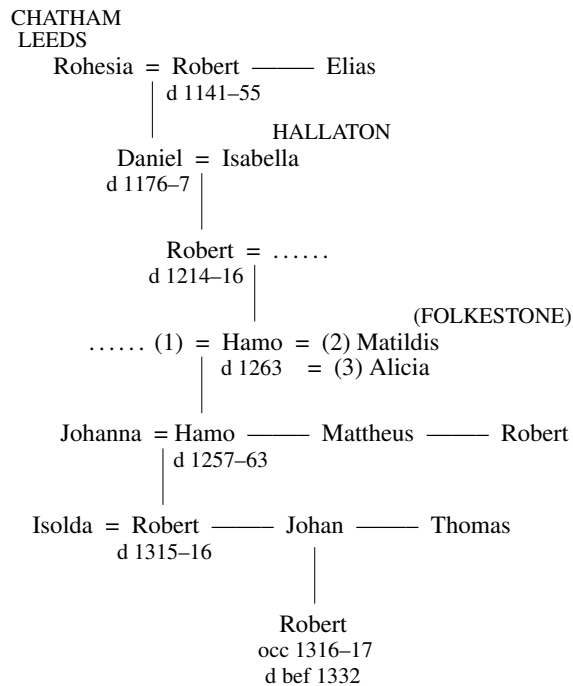 CHATHAM
LEEDS
Rohesia = Robert —— Elias
d 1141–55
HALLATON
Daniel = Isabella
d 1176–7
Robert = ......
d 1214–16
(FOLKESTONE)
...... (1) = Hamo = (2) Matildis
d 1263 = (3) Alicia
Johanna = Hamo —— Mattheus —— Robert
d 1257–63
Isolda = Robert —— Johan —— Thomas
d 1315–16
Robert
occ 1316–17
d bef 1332